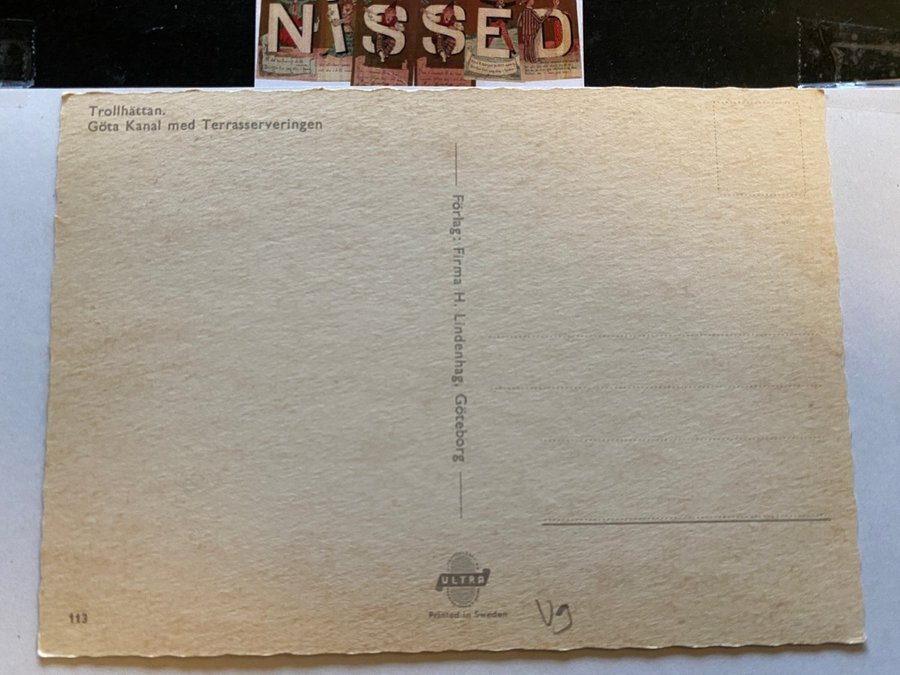 NISSED
Trollhättan.
Göta Kanal med Terrasserveringen
Förlag: Firma H. Lindenhag, Göteborg
ULTRA
Printed in Sweden
113
Vg